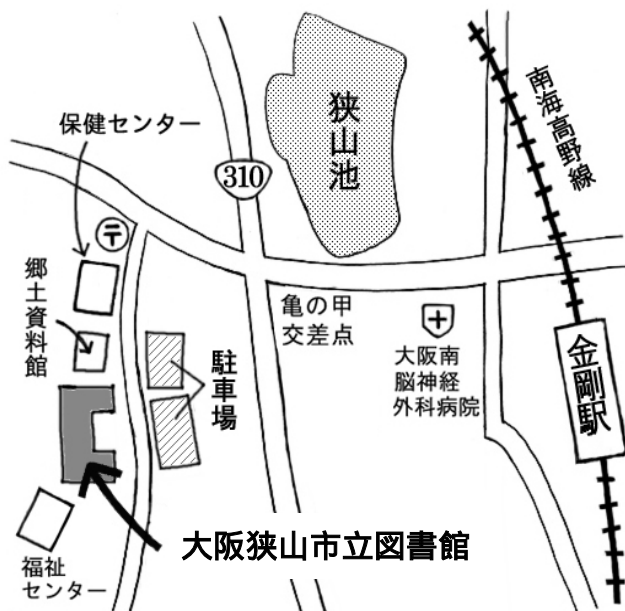 狭山池
南海高野線
保健センター
310
〒
郷土資料館
亀の甲
交差点
大阪南
脳神経
外科病院
金剛駅
駐車場
大阪狭山市立図書館
福祉
センター